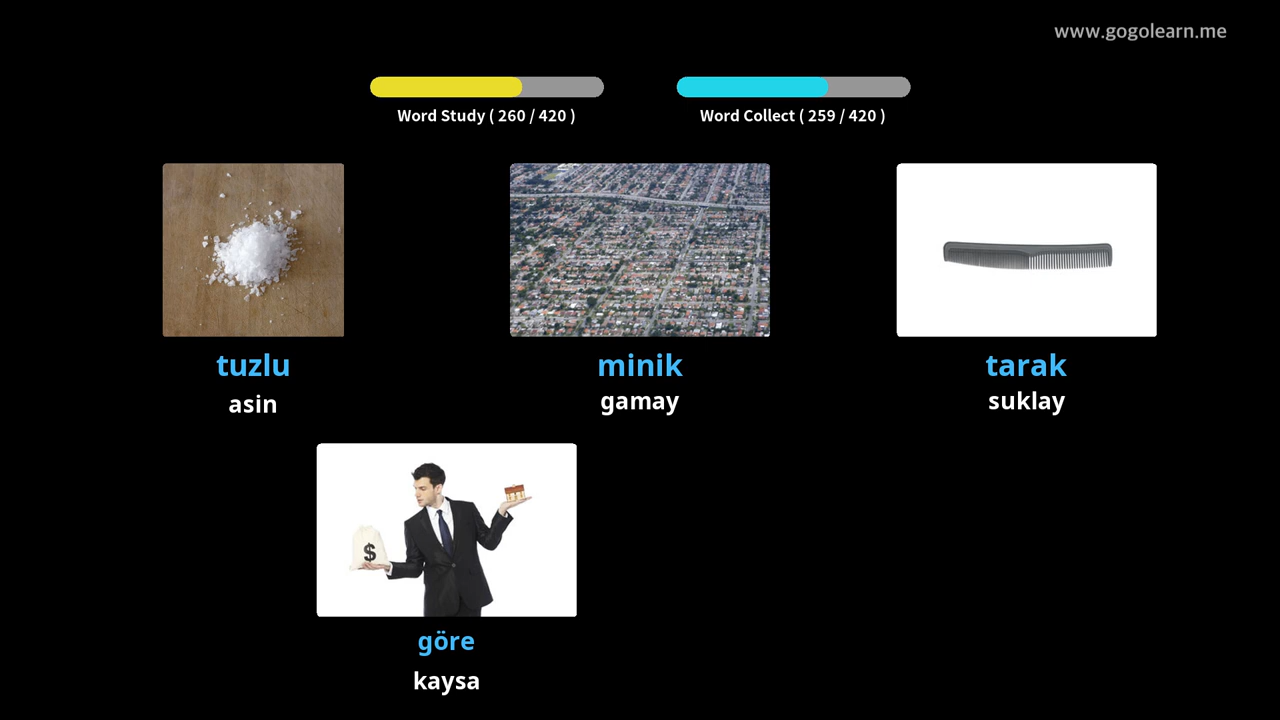 www.gogolearn.me
Word Study ( 260 / 420 )
Word Collect ( 259 / 420 )
tuzlu
asin
minik
gamay
tarak
suklay
$
göre
kaysa